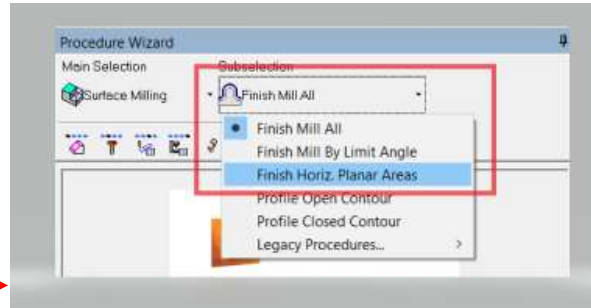 Procedure Wizard
Main Selection
Subselection
Surface Milling
Finish Mill All
Finish Mill All
Finish Mill By Limit Angle
Finish Horiz. Planar Areas
Profile Open Contour
Profile Closed Contour
Legacy Procedures...